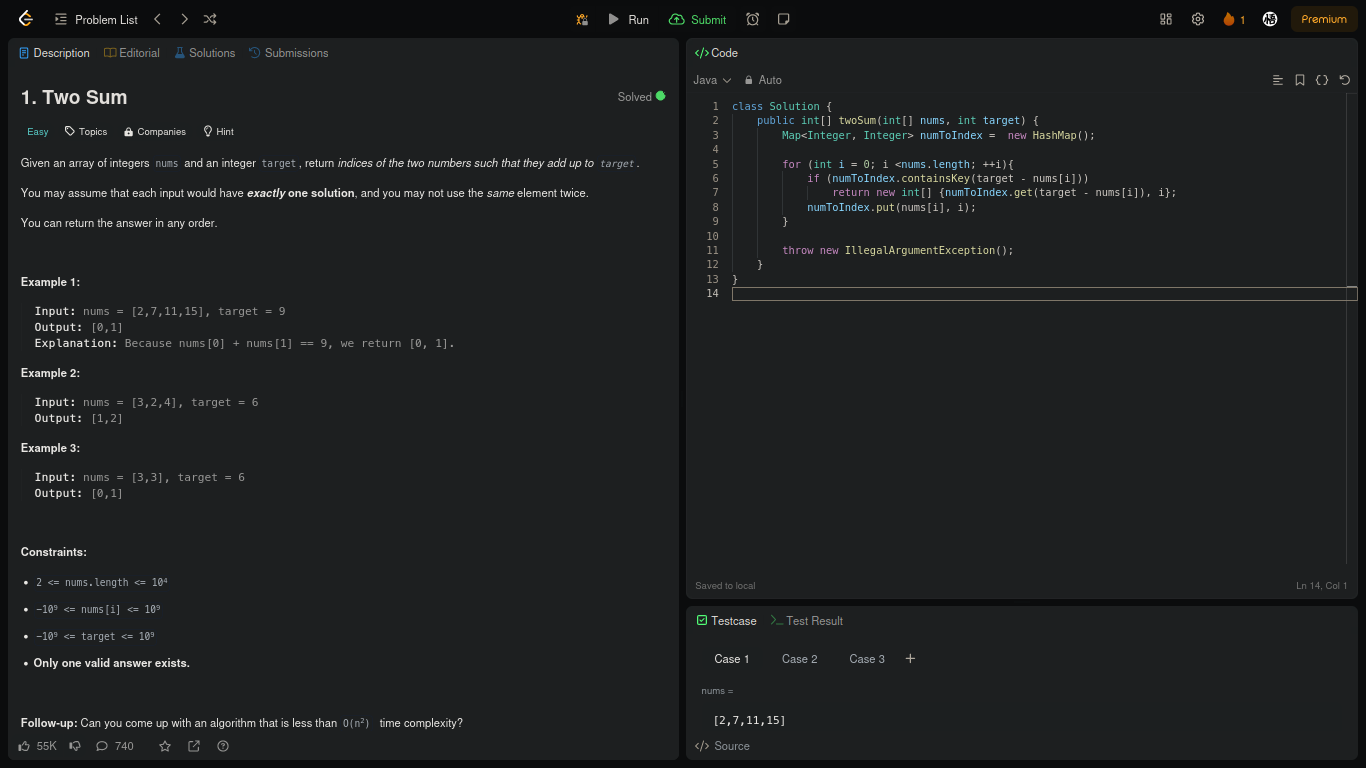 Problem List
Run
Submit
1
Premium
Description
Editorial
Solutions
Submissions
1. Two Sum
Solved
Easy
Topics
Companies
Hint
Given an array of integers nums and an integer target, return indices of the two numbers such that they add up to target.
You may assume that each input would have exactly one solution, and you may not use the same element twice.
You can return the answer in any order.
Example 1:
Input: nums = [2,7,11,15], target = 9
Output: [0,1]
Explanation: Because nums[0] + nums[1] == 9, we return [0, 1].
Example 2:
Input: nums = [3,2,4], target = 6
Output: [1,2]
Example 3:
Input: nums = [3,3], target = 6
Output: [0,1]
Constraints:
• 2 <= nums.length <= 10⁴
• -10⁹ <= nums[i] <= 10⁹
• -10⁹ <= target <= 10⁹
• Only one valid answer exists.
Follow-up: Can you come up with an algorithm that is less than O(n²) time complexity?
55K
740
</> Code
Java
Auto
1 class Solution {
2     public int[] twoSum(int[] nums, int target) {
3         Map<Integer, Integer> numToIndex =  new HashMap();
4
5         for (int i = 0; i <nums.length; ++i){
6             if (numToIndex.containsKey(target - nums[i]))
7                 return new int[] {numToIndex.get(target - nums[i]), i};
8             numToIndex.put(nums[i], i);
9         }
10
11         throw new IllegalArgumentException();
12     }
13 }
14
Saved to local
Ln 14, Col 1
Testcase
Test Result
Case 1
Case 2
Case 3
+
nums =
[2,7,11,15]
</> Source